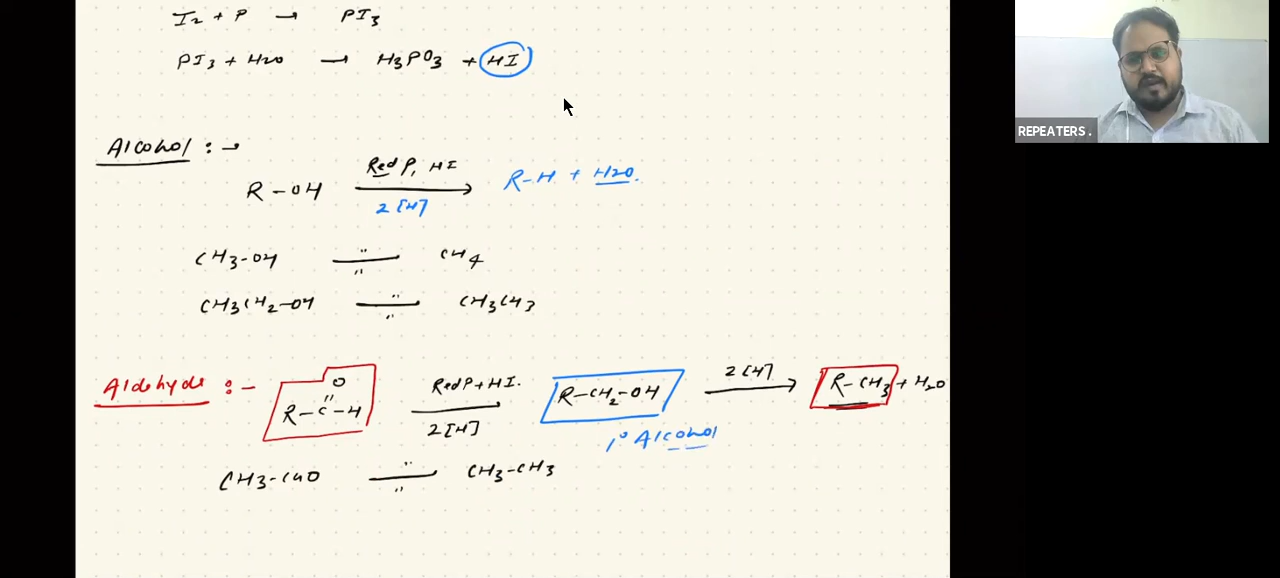 I2 + P → PI3
PI3 + H2O → H3PO3 + HI
REPEATERS .
Alcohol : →
R-OH Red P, HI 2[H] → R-H + H2O.
CH3-OH —"— CH4
CH3CH2-OH —"— CH3CH3
Aldehyde :- R-C-H O Red P + HI. 2[H] → R-CH2-OH 2[H] → R-CH3 + H2O
1° Alcohol
CH3-CHO —"— CH3-CH3